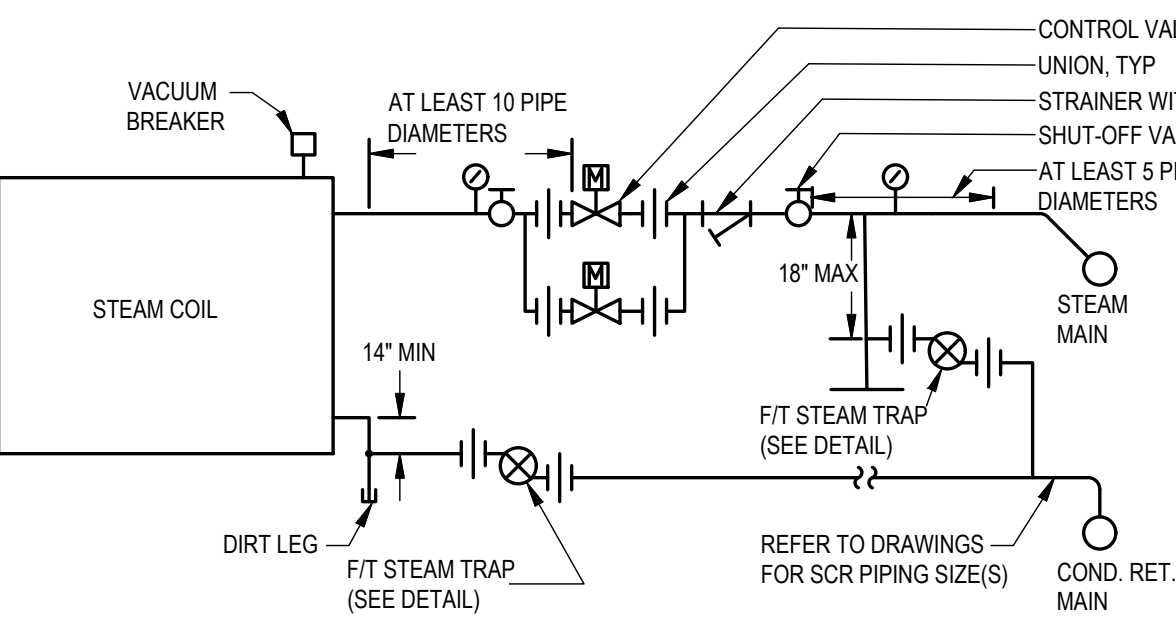 CONTROL VAL
UNION, TYP
STRAINER WIT
SHUT-OFF VA
AT LEAST 5 PI
DIAMETERS
VACUUM
BREAKER
AT LEAST 10 PIPE
DIAMETERS
M
M
STEAM COIL
18" MAX
STEAM
MAIN
14" MIN
F/T STEAM TRAP
(SEE DETAIL)
DIRT LEG
F/T STEAM TRAP
(SEE DETAIL)
REFER TO DRAWINGS
FOR SCR PIPING SIZE(S)
COND. RET.
MAIN